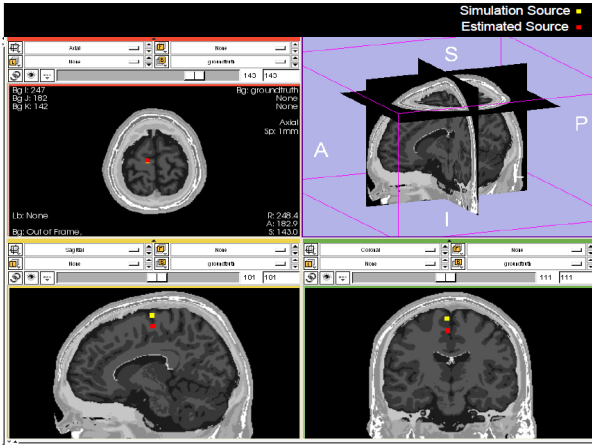 Simulation Source
Estimated Source
Axial
None
None
groundtruth
143 143
Bg I: 247
Bg J: 182
Bg K: 142
Bg: groundtruth
None
None
Axial
Sp: 1mm
Lb: None
Bg: Out of Frame,
R: 248.4
A: 182.9
S: 143.0
S
A
P
L
I
Sagittal
None
None
groundtruth
101 101
Coronal
None
None
groundtruth
111 111